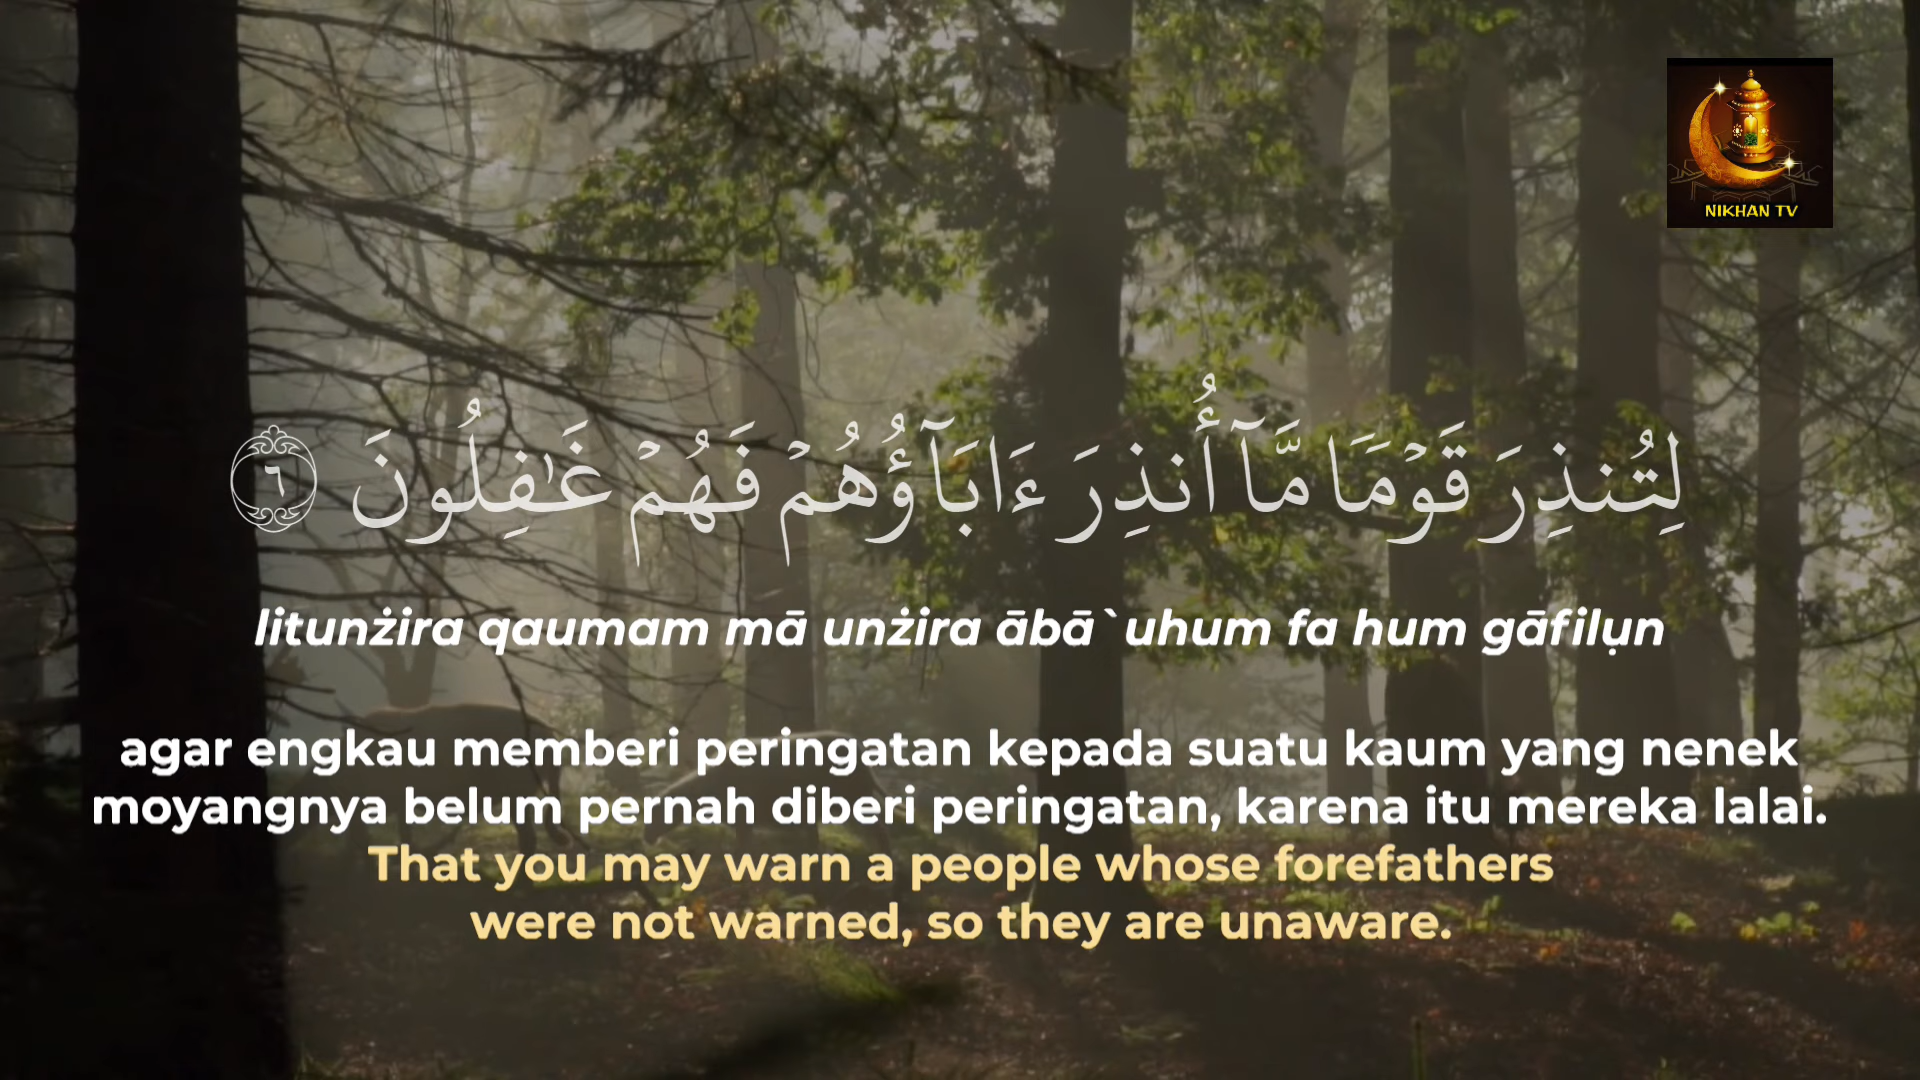 NIKHAN TV
لِتُنذِرَ قَوْمًا مَّآ أُنذِرَ ءَابَآؤُهُمْ فَهُمْ غَٰفِلُونَ ٦
litunżira qaumam mā unżira ābā`uhum fa hum gāfilụn
agar engkau memberi peringatan kepada suatu kaum yang nenek
moyangnya belum pernah diberi peringatan, karena itu mereka lalai.
That you may warn a people whose forefathers
were not warned, so they are unaware.